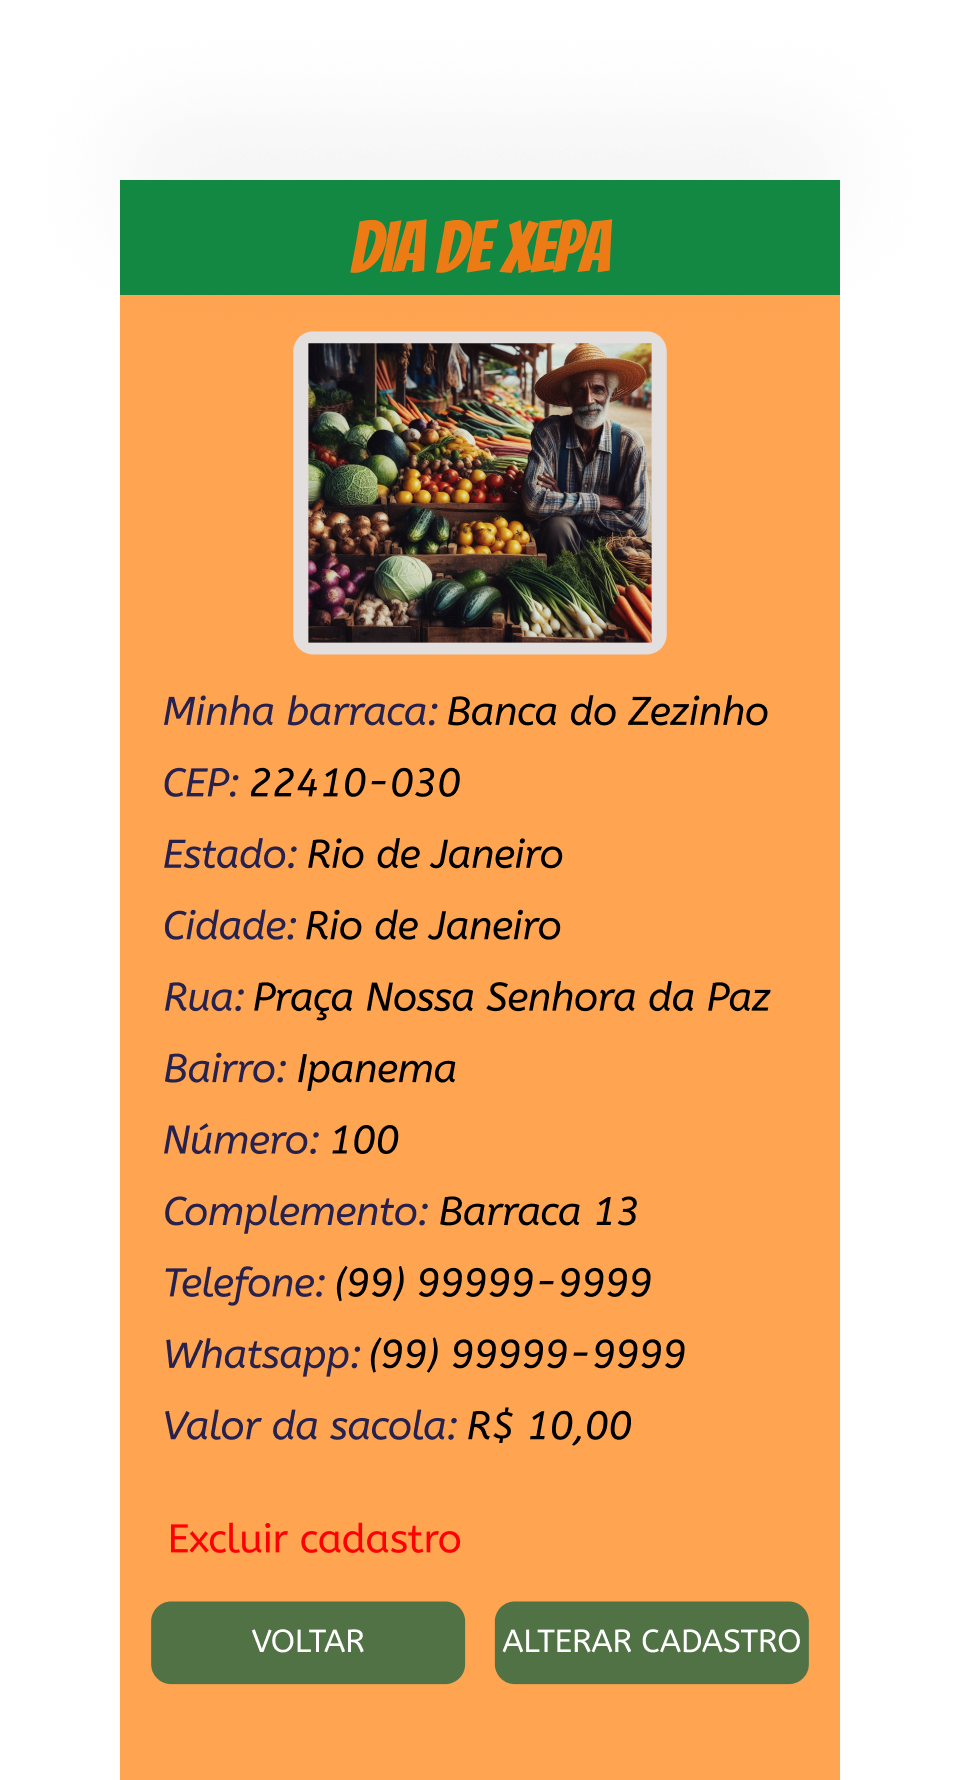 DIA DE XEPA
Minha barraca: Banca do Zezinho
CEP: 22410-030
Estado: Rio de Janeiro
Cidade: Rio de Janeiro
Rua: Praça Nossa Senhora da Paz
Bairro: Ipanema
Número: 100
Complemento: Barraca 13
Telefone: (99) 99999-9999
Whatsapp: (99) 99999-9999
Valor da sacola: R$ 10,00
Excluir cadastro
VOLTAR
ALTERAR CADASTRO